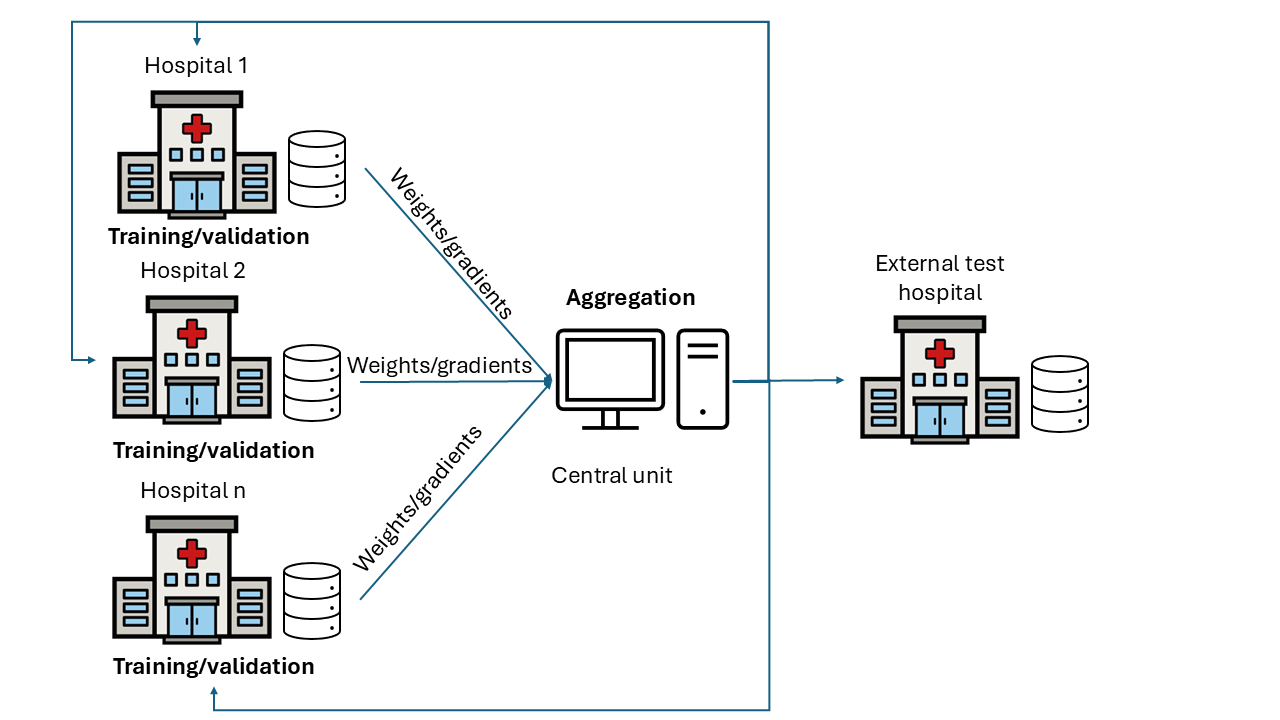 Hospital 1
Training/validation
Weights/gradients
Hospital 2
Training/validation
Weights/gradients
Hospital n
Training/validation
Weights/gradients
Aggregation
Central unit
External test
hospital